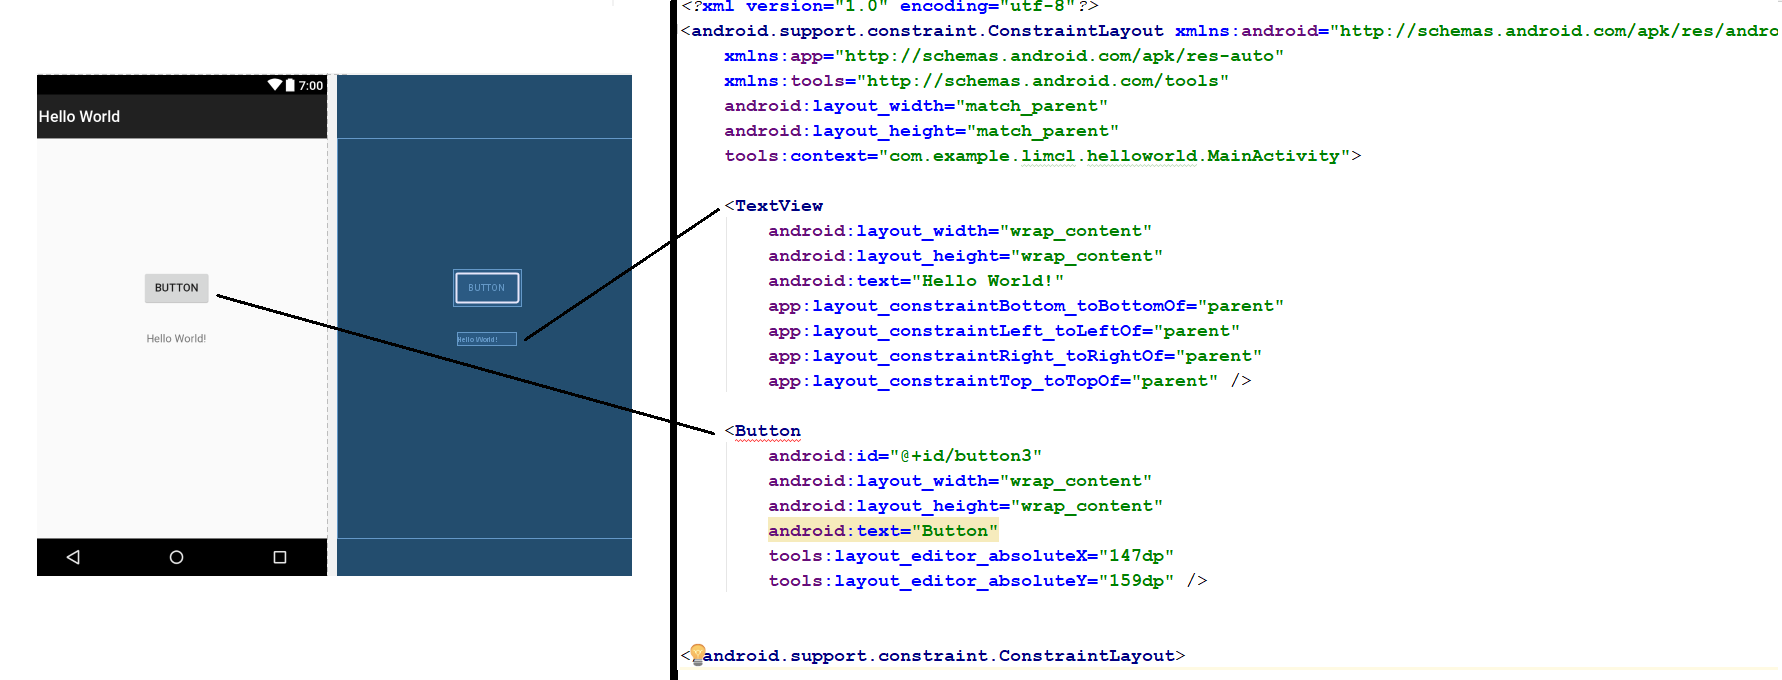 7:00
Hello World
BUTTON
Hello World!
BUTTON
Hello World!
<?xml version="1.0" encoding="utf-8"?>
<android.support.constraint.ConstraintLayout xmlns:android="http://schemas.android.com/apk/res/andro
xmlns:app="http://schemas.android.com/apk/res-auto"
xmlns:tools="http://schemas.android.com/tools"
android:layout_width="match_parent"
android:layout_height="match_parent"
tools:context="com.example.limcl.helloworld.MainActivity">
<TextView
android:layout_width="wrap_content"
android:layout_height="wrap_content"
android:text="Hello World!"
app:layout_constraintBottom_toBottomOf="parent"
app:layout_constraintLeft_toLeftOf="parent"
app:layout_constraintRight_toRightOf="parent"
app:layout_constraintTop_toTopOf="parent" />
<Button
android:id="@+id/button3"
android:layout_width="wrap_content"
android:layout_height="wrap_content"
android:text="Button"
tools:layout_editor_absoluteX="147dp"
tools:layout_editor_absoluteY="159dp" />
<android.support.constraint.ConstraintLayout>